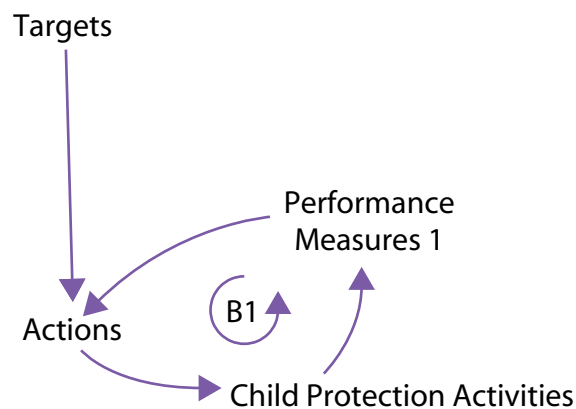 Targets
Performance
Measures 1
B1
Actions
Child Protection Activities